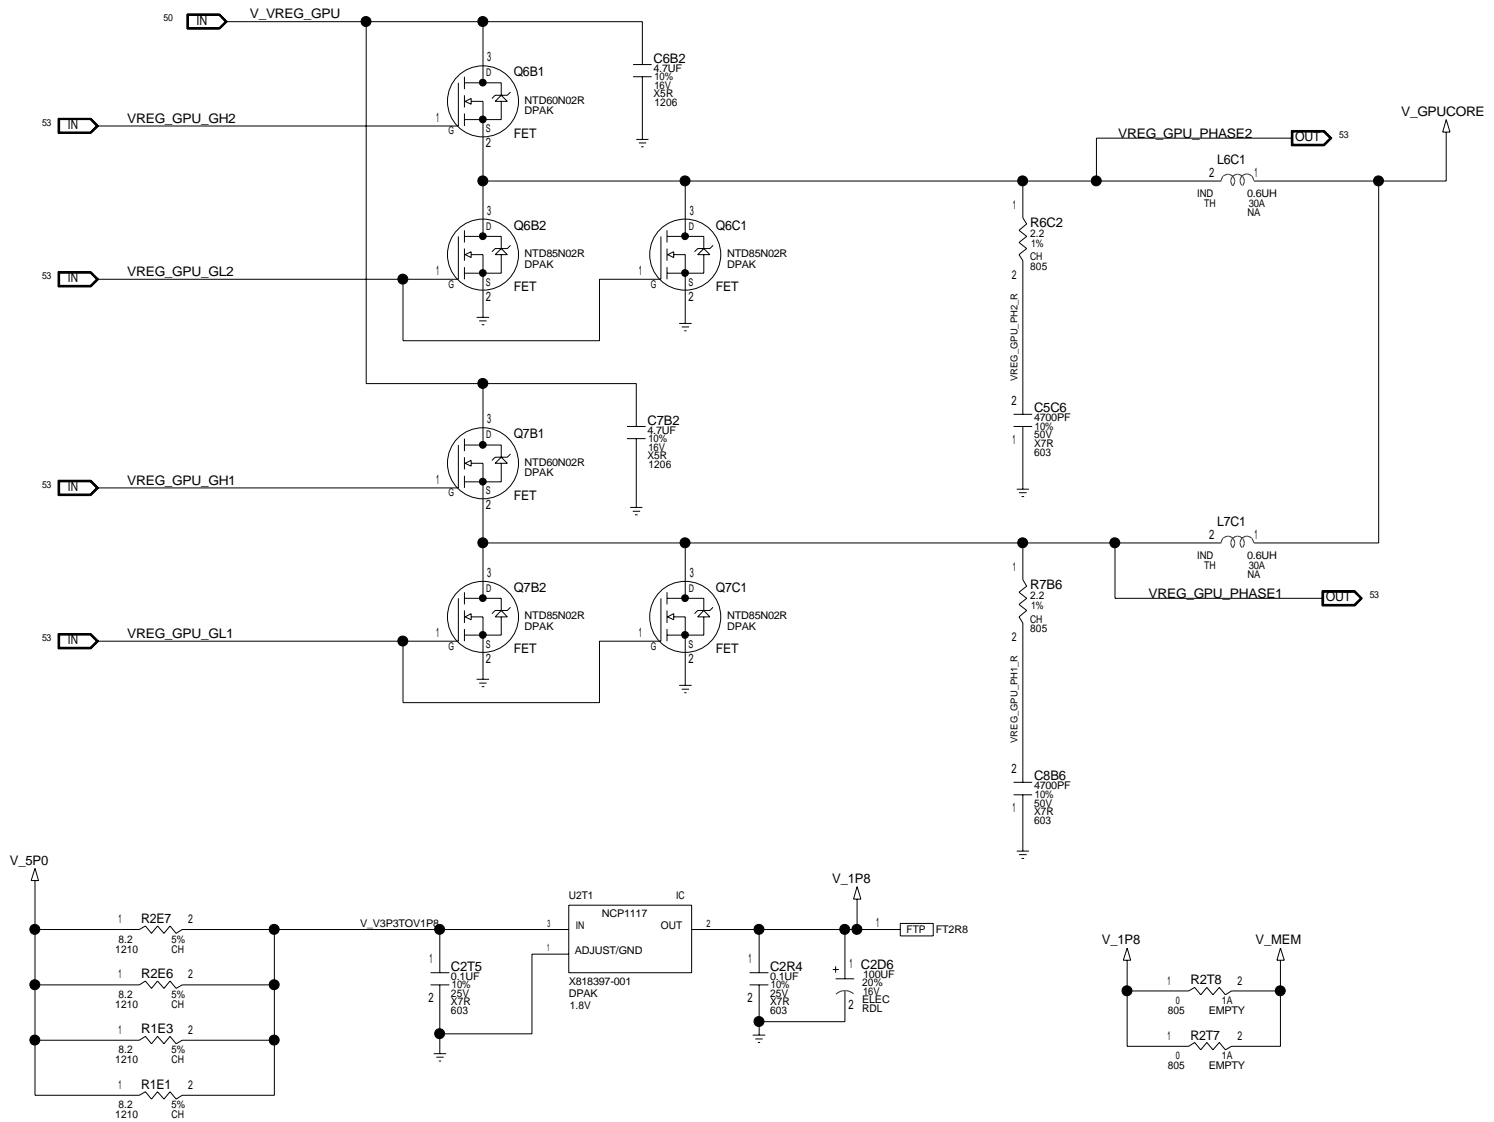 50 IN V_VREG_GPU
3
D
Q6B1
NTD60N02R
DPAK
S
FET
2
C6B2
4.7UF
10%
16V
X5R
1206
53 IN VREG_GPU_GH2 1 G
VREG_GPU_PHASE2 OUT 53
V_GPUCORE
L6C1
2 1
IND 0.6UH
TH 30A
NA
3
D
Q6B2
NTD85N02R
DPAK
S
FET
2
3
D
Q6C1
NTD85N02R
DPAK
S
FET
2
53 IN VREG_GPU_GL2 1 G
1 G
1
R6C2
2.2
1%
CH
805
2
VREG_GPU_PH2_R
2
C5C6
4700PF
10%
50V
X7R
603
1
3
D
Q7B1
NTD60N02R
DPAK
S
FET
2
C7B2
4.7UF
10%
16V
X5R
1206
53 IN VREG_GPU_GH1 1 G
L7C1
2 1
IND 0.6UH
TH 30A
NA
VREG_GPU_PHASE1 OUT 53
3
D
Q7B2
NTD85N02R
DPAK
S
FET
2
3
D
Q7C1
NTD85N02R
DPAK
S
FET
2
53 IN VREG_GPU_GL1 1 G
1 G
1
R7B6
2.2
1%
CH
805
2
VREG_GPU_PH1_R
2
C8B6
4700PF
10%
50V
X7R
603
1
V_5P0
1 R2E7 2
8.2 5%
1210 CH
1 R2E6 2
8.2 5%
1210 CH
1 R1E3 2
8.2 5%
1210 CH
1 R1E1 2
8.2 5%
1210 CH
V_V3P3TOV1P8
1
C2T5
0.1UF
10%
25V
X7R
603
2
U2T1 IC
NCP1117
3 IN OUT 2
1 ADJUST/GND
X818397-001
DPAK
1.8V
1
C2R4
0.1UF
10%
25V
X7R
603
2
V_1P8
1 FTP FT2R8
+
1
C2D6
100UF
20%
16V
ELEC
RDL
2
V_1P8 V_MEM
1 R2T8 2
0 1A
805 EMPTY
1 R2T7 2
0 1A
805 EMPTY